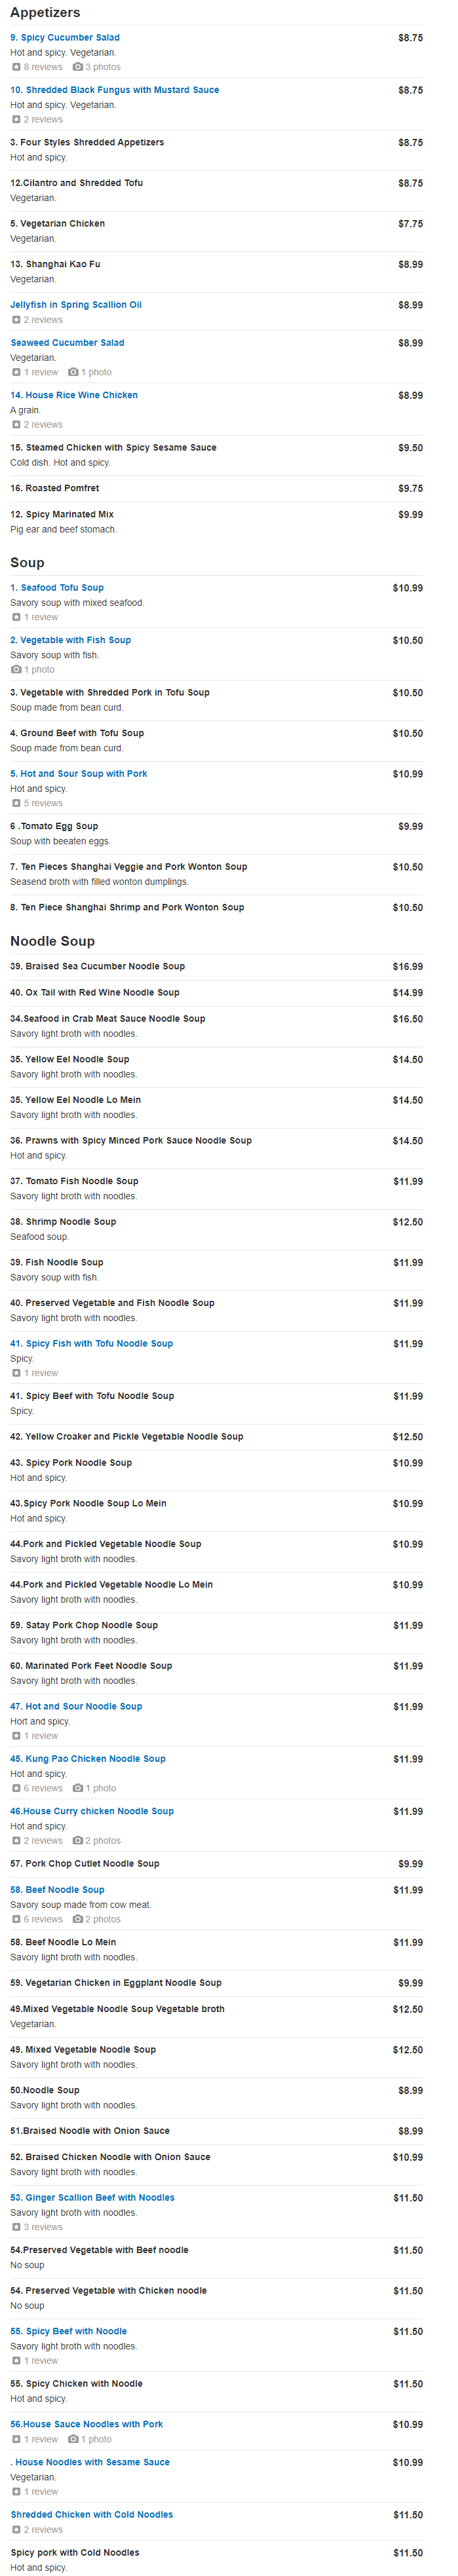 Appetizers
9. Spicy Cucumber Salad $8.75
Hot and spicy. Vegetarian.
8 reviews 3 photos
10. Shredded Black Fungus with Mustard Sauce $8.75
Hot and spicy. Vegetarian.
2 reviews
3. Four Styles Shredded Appetizers $8.75
Hot and spicy.
12.Cilantro and Shredded Tofu $8.75
Vegetarian.
5. Vegetarian Chicken $7.75
Vegetarian.
13. Shanghai Kao Fu $8.99
Vegetarian.
Jellyfish in Spring Scallion Oil $8.99
2 reviews
Seaweed Cucumber Salad $8.99
Vegetarian.
1 review 1 photo
14. House Rice Wine Chicken $8.99
A grain.
2 reviews
15. Steamed Chicken with Spicy Sesame Sauce $9.50
Cold dish. Hot and spicy.
16. Roasted Pomfret $9.75
12. Spicy Marinated Mix $9.99
Pig ear and beef stomach.
Soup
1. Seafood Tofu Soup $10.99
Savory soup with mixed seafood.
1 review
2. Vegetable with Fish Soup $10.50
Savory soup with fish.
1 photo
3. Vegetable with Shredded Pork in Tofu Soup $10.50
Soup made from bean curd.
4. Ground Beef with Tofu Soup $10.50
Soup made from bean curd.
5. Hot and Sour Soup with Pork $10.99
Hot and spicy.
5 reviews
6 .Tomato Egg Soup $9.99
Soup with beeaten eggs.
7. Ten Pieces Shanghai Veggie and Pork Wonton Soup $10.50
Seasend broth with filled wonton dumplings.
8. Ten Piece Shanghai Shrimp and Pork Wonton Soup $10.50
Noodle Soup
39. Braised Sea Cucumber Noodle Soup $16.99
40. Ox Tail with Red Wine Noodle Soup $14.99
34.Seafood in Crab Meat Sauce Noodle Soup $16.50
Savory light broth with noodles.
35. Yellow Eel Noodle Soup $14.50
Savory light broth with noodles.
35. Yellow Eel Noodle Lo Mein $14.50
Savory light broth with noodles.
36. Prawns with Spicy Minced Pork Sauce Noodle Soup $14.50
Hot and spicy.
37. Tomato Fish Noodle Soup $11.99
Savory light broth with noodles.
38. Shrimp Noodle Soup $12.50
Seafood soup.
39. Fish Noodle Soup $11.99
Savory soup with fish.
40. Preserved Vegetable and Fish Noodle Soup $11.99
Savory light broth with noodles.
41. Spicy Fish with Tofu Noodle Soup $11.99
Spicy.
1 review
41. Spicy Beef with Tofu Noodle Soup $11.99
Spicy.
42. Yellow Croaker and Pickle Vegetable Noodle Soup $12.50
43. Spicy Pork Noodle Soup $10.99
Hot and spicy.
43.Spicy Pork Noodle Soup Lo Mein $10.99
Hot and spicy.
44.Pork and Pickled Vegetable Noodle Soup $10.99
Savory light broth with noodles.
44.Pork and Pickled Vegetable Noodle Lo Mein $10.99
Savory light broth with noodles.
59. Satay Pork Chop Noodle Soup $11.99
Savory light broth with noodles.
60. Marinated Pork Feet Noodle Soup $11.99
Savory light broth with noodles.
47. Hot and Sour Noodle Soup $11.99
Hort and spicy.
1 review
45. Kung Pao Chicken Noodle Soup $11.99
Hot and spicy.
6 reviews 1 photo
46.House Curry chicken Noodle Soup $11.99
Hot and spicy.
2 reviews 2 photos
57. Pork Chop Cutlet Noodle Soup $9.99
58. Beef Noodle Soup $11.99
Savory soup made from cow meat.
6 reviews 2 photos
58. Beef Noodle Lo Mein $11.99
Savory light broth with noodles.
59. Vegetarian Chicken in Eggplant Noodle Soup $9.99
49.Mixed Vegetable Noodle Soup Vegetable broth $12.50
Vegetarian.
49. Mixed Vegetable Noodle Soup $12.50
Savory light broth with noodles.
50.Noodle Soup $8.99
Savory light broth with noodles.
51.Braised Noodle with Onion Sauce $8.99
52. Braised Chicken Noodle with Onion Sauce $10.99
Savory light broth with noodles.
53. Ginger Scallion Beef with Noodles $11.50
Savory light broth with noodles.
3 reviews
54.Preserved Vegetable with Beef noodle $11.50
No soup
54. Preserved Vegetable with Chicken noodle $11.50
No soup
55. Spicy Beef with Noodle $11.50
Savory light broth with noodles.
1 review
55. Spicy Chicken with Noodle $11.50
Hot and spicy.
56.House Sauce Noodles with Pork $10.99
1 review 1 photo
. House Noodles with Sesame Sauce $10.99
Vegetarian.
1 review
Shredded Chicken with Cold Noodles $11.50
2 reviews
Spicy pork with Cold Noodles $11.50
Hot and spicy.